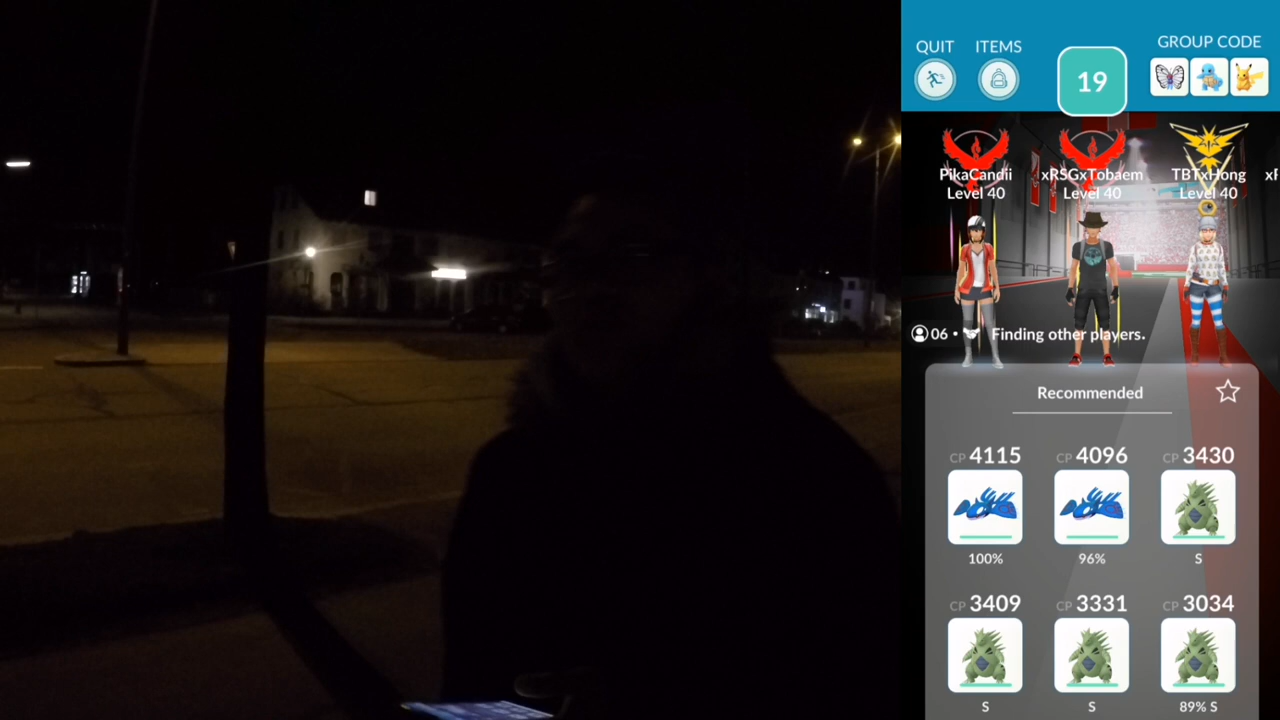 QUIT
ITEMS
19
GROUP CODE
PikaCandii
Level 40
xRSGxTobaem
Level 40
TBTxHong
Level 40
xF
06 • Finding other players.
Recommended
CP 4115
CP 4096
CP 3430
100%
96%
S
CP 3409
CP 3331
CP 3034
S
S
89% S